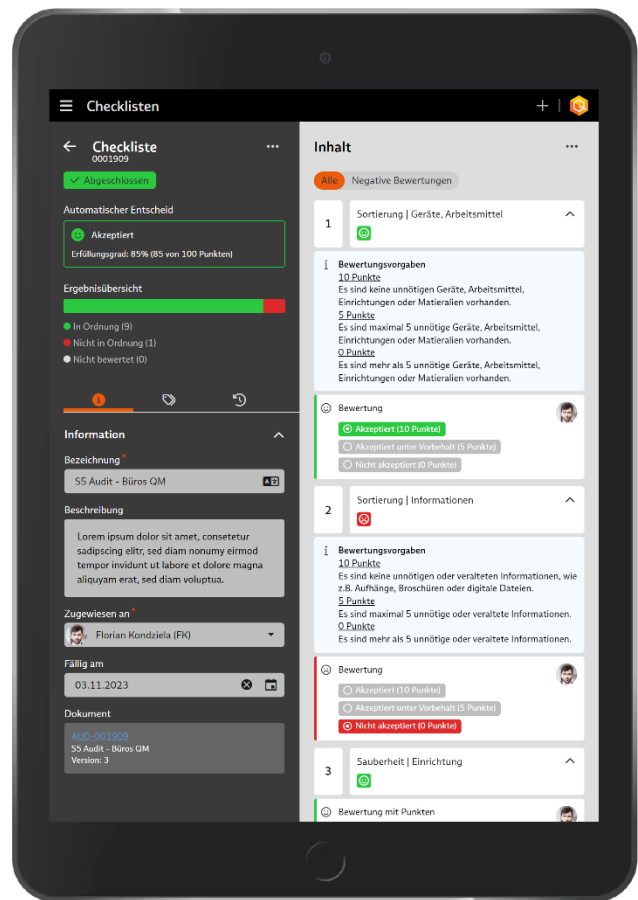 Checklisten
Checkliste
0001909
Abgeschlossen
Automatischer Entscheid
Akzeptiert
Erfüllungsgrad: 85% (85 von 100 Punkten)
Ergebnisübersicht
In Ordnung (9)
Nicht in Ordnung (1)
Nicht bewertet (0)
Information
Bezeichnung*
S5 Audit - Büros QM
Beschreibung
Lorem ipsum dolor sit amet, consetetur
sadipscing elitr, sed diam nonumy eirmod
tempor invidunt ut labore et dolore magna
aliquyam erat, sed diam voluptua.
Zugewiesen an*
Florian Kondziela (FK)
Fällig am
03.11.2023
Dokument
AUD-001909
S5 Audit - Büros QM
Version: 3
Inhalt
Alle
Negative Bewertungen
1
Sortierung | Geräte, Arbeitsmittel
Bewertungsvorgaben
10 Punkte
Es sind keine unnötigen Geräte, Arbeitsmittel,
Einrichtungen oder Matieralien vorhanden.
5 Punkte
Es sind maximal 5 unnötige Geräte, Arbeitsmittel,
Einrichtungen oder Matieralien vorhanden.
0 Punkte
Es sind mehr als 5 unnötige Geräte, Arbeitsmittel,
Einrichtungen oder Matieralien vorhanden.
Bewertung
Akzeptiert (10 Punkte)
Akzeptiert unter Vorbehalt (5 Punkte)
Nicht akzeptiert (0 Punkte)
2
Sortierung | Informationen
Bewertungsvorgaben
10 Punkte
Es sind keine unnötigen oder veralteten Informationen, wie
z.B. Aufhänge, Broschüren oder digitale Dateien.
5 Punkte
Es sind maximal 5 unnötige oder veraltete Informationen.
0 Punkte
Es sind mehr als 5 unnötige oder veraltete Informationen.
Bewertung
Akzeptiert (10 Punkte)
Akzeptiert unter Vorbehalt (5 Punkte)
Nicht akzeptiert (0 Punkte)
3
Sauberheit | Einrichtung
Bewertung mit Punkten